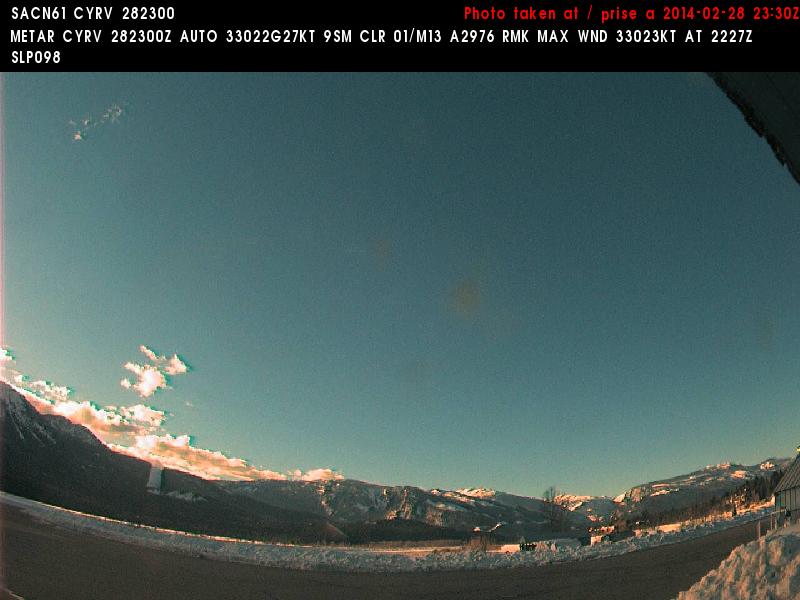 SACN61 CYRV 282300 Photo taken at / prise a 2014-02-28 23:30Z
METAR CYRV 282300Z AUTO 33022G27KT 9SM CLR 01/M13 A2976 RMK MAX WND 33023KT AT 2227Z
SLP098